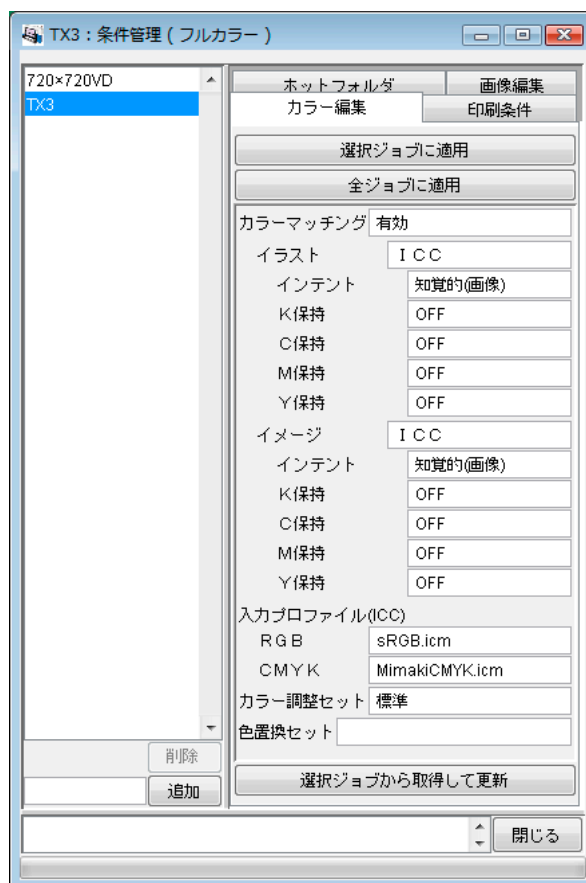 TX3：条件管理（フルカラー）
720×720VD
TX3
削除
追加
ホットフォルダ 画像編集
カラー編集 印刷条件
選択ジョブに適用
全ジョブに適用
カラーマッチング 有効
イラスト ＩＣＣ
インテント 知覚的(画像)
K保持 OFF
C保持 OFF
M保持 OFF
Y保持 OFF
イメージ ＩＣＣ
インテント 知覚的(画像)
K保持 OFF
C保持 OFF
M保持 OFF
Y保持 OFF
入力プロファイル(ICC)
ＲＧＢ sRGB.icm
ＣＭＹＫ MimakiCMYK.icm
カラー調整セット 標準
色置換セット
選択ジョブから取得して更新
閉じる